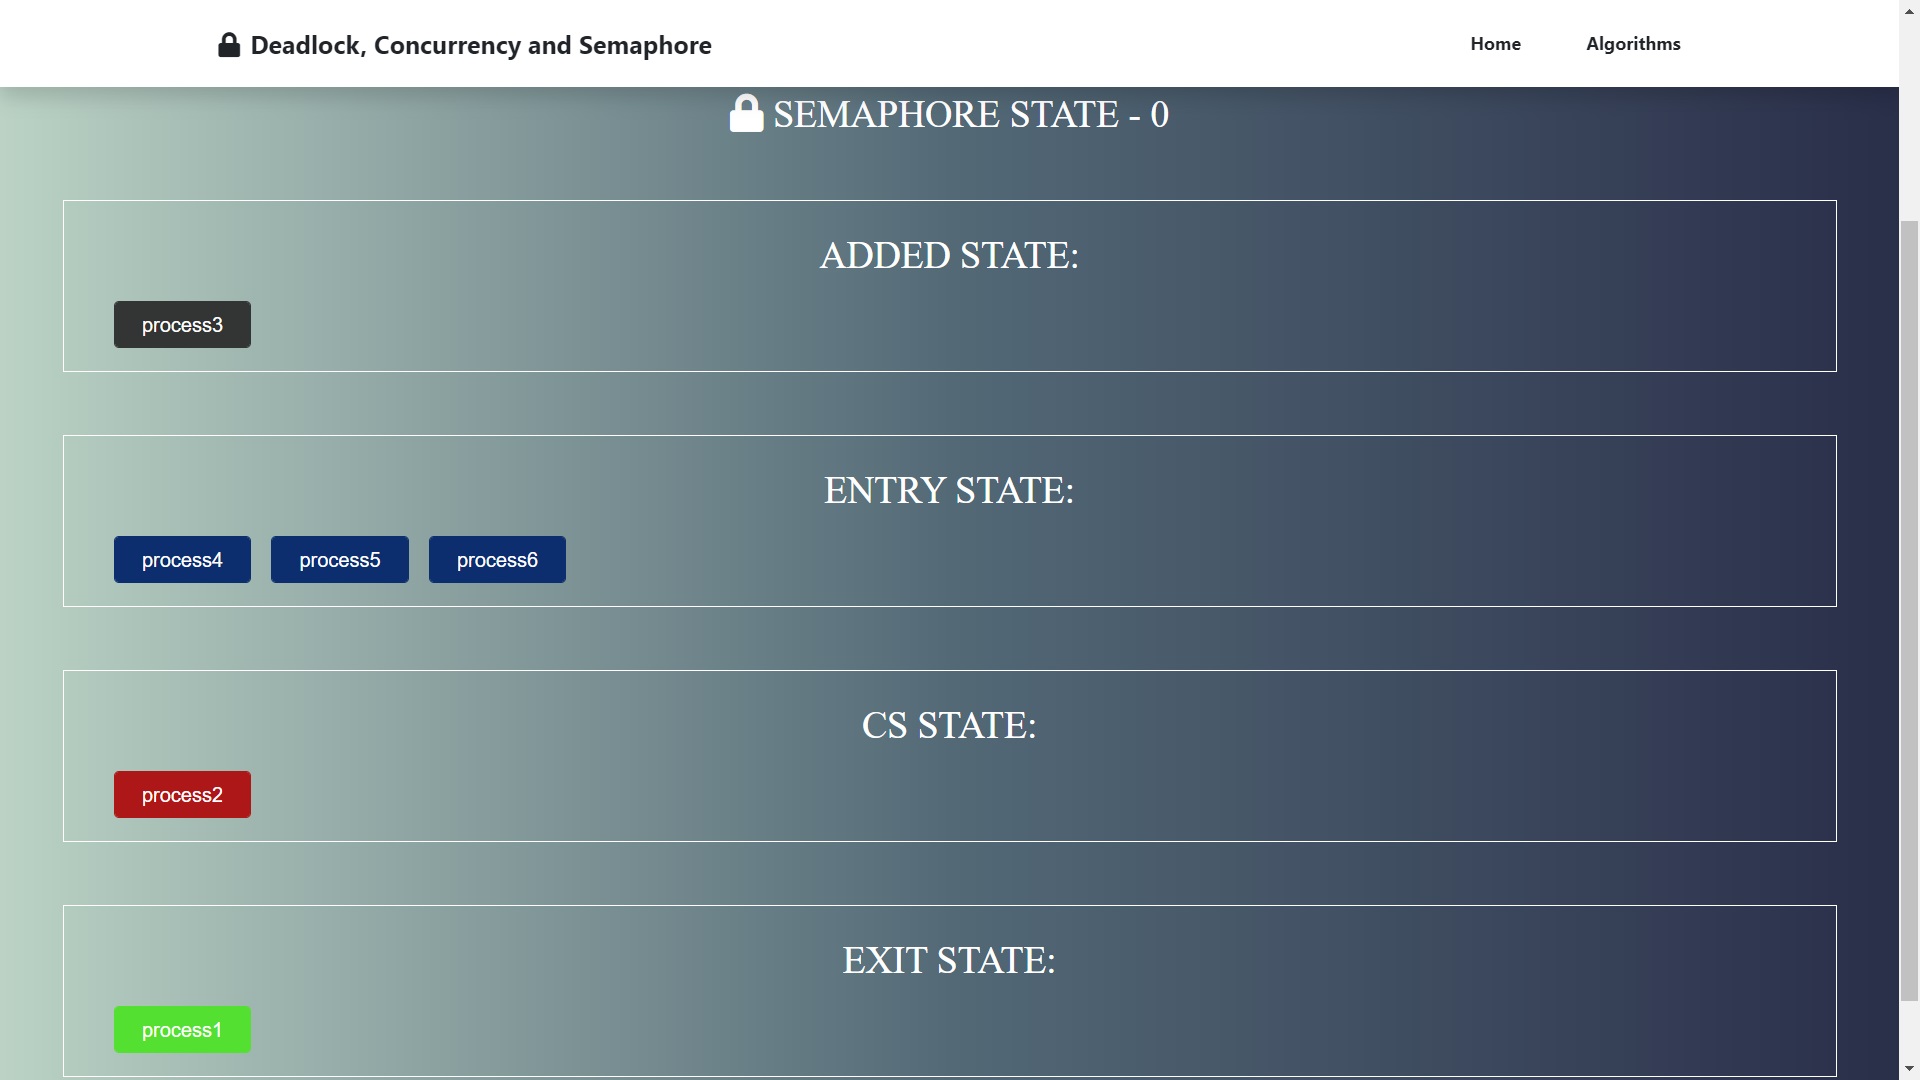 Deadlock, Concurrency and Semaphore
Home
Algorithms
SEMAPHORE STATE - 0
ADDED STATE:
process3
ENTRY STATE:
process4 process5 process6
CS STATE:
process2
EXIT STATE:
process1